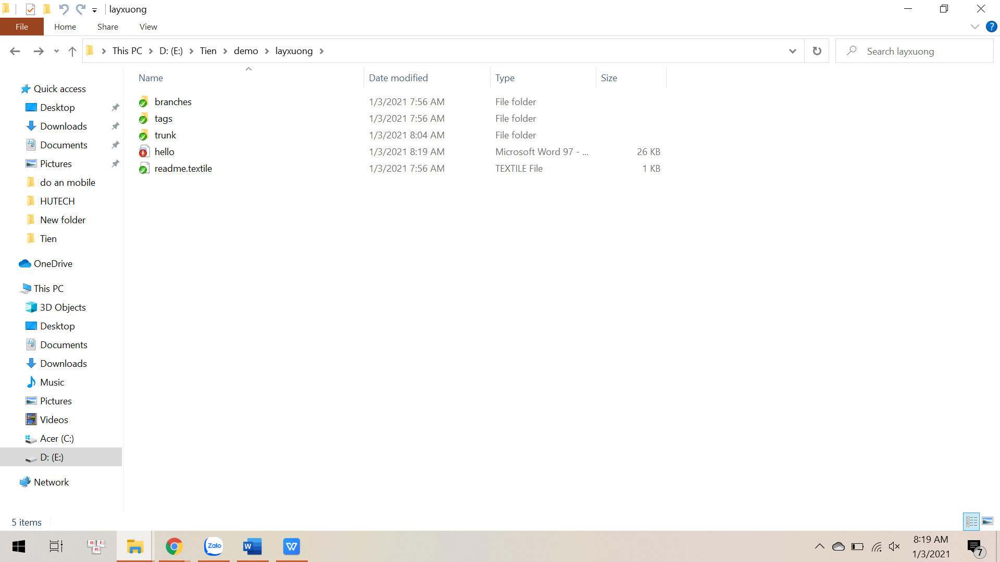 layxuong
File Home Share View
This PC D: (E:) Tien demo layxuong
Search layxuong
Name Date modified Type Size
branches 1/3/2021 7:56 AM File folder
tags 1/3/2021 7:56 AM File folder
trunk 1/3/2021 8:04 AM File folder
hello 1/3/2021 8:19 AM Microsoft Word 97 - ... 26 KB
readme.textile 1/3/2021 7:56 AM TEXTILE File 1 KB
Quick access
Desktop
Downloads
Documents
Pictures
do an mobile
HUTECH
New folder
Tien
OneDrive
This PC
3D Objects
Desktop
Documents
Downloads
Music
Pictures
Videos
Acer (C:)
D: (E:)
Network
5 items
u i n
Zalo
W
W
8:19 AM
1/3/2021
7